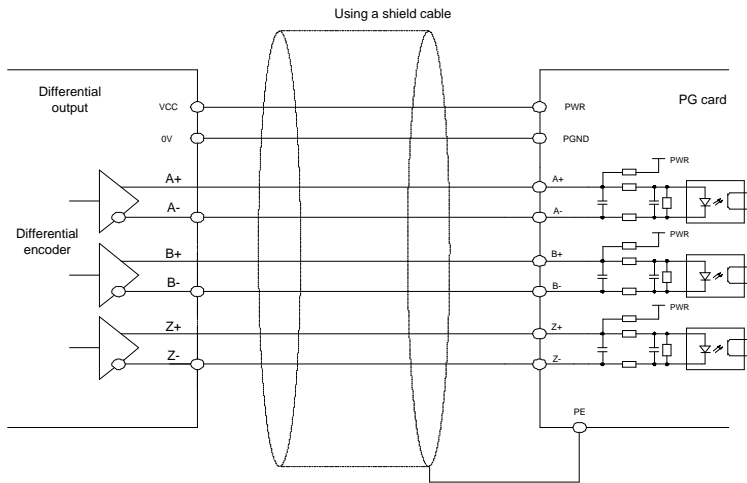 Using a shield cable
Differential
output
PG card
VCC
PWR
0V
PGND
PWR
A+
A+
A-
A-
Differential
encoder
PWR
B+
B+
B-
B-
PWR
Z+
Z+
Z-
Z-
PE